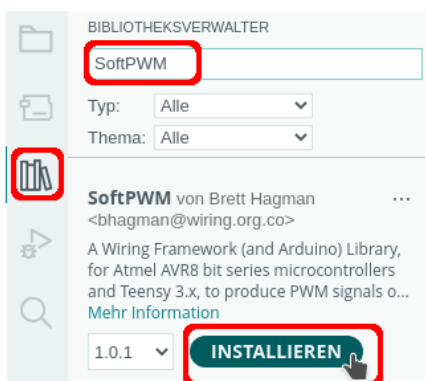 BIBLIOTHEKSVERWALTER
SoftPWM
Typ: Alle
Thema: Alle
SoftPWM von Brett Hagman
<bhagman@wiring.org.co>
A Wiring Framework (and Arduino) Library,
for Atmel AVR8 bit series microcontrollers
and Teensy 3.x, to produce PWM signals o...
Mehr Information
1.0.1 INSTALLIEREN